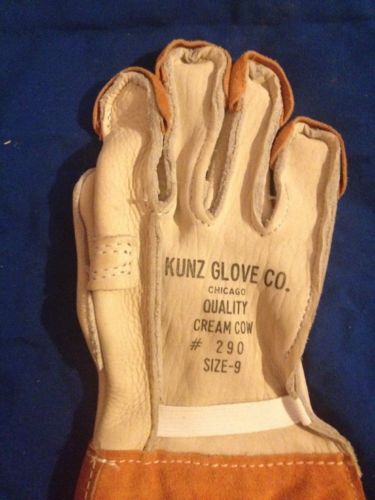 KUNZ GLOVE CO.
CHICAGO
QUALITY
CREAM COW
# 290
SIZE-9